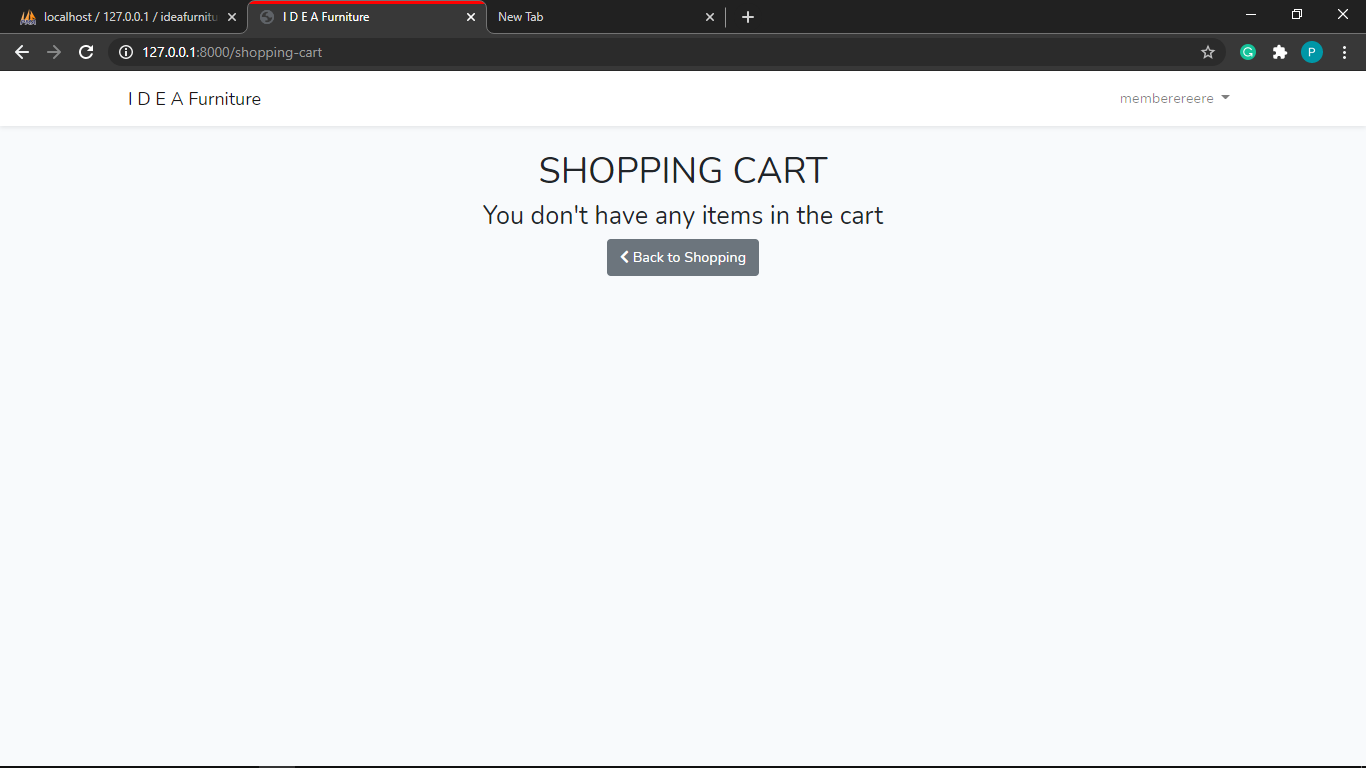 localhost / 127.0.0.1 / ideafurnitu
I D E A Furniture
New Tab
127.0.0.1:8000/shopping-cart
G
P
I D E A Furniture
memberereere
SHOPPING CART
You don't have any items in the cart
Back to Shopping